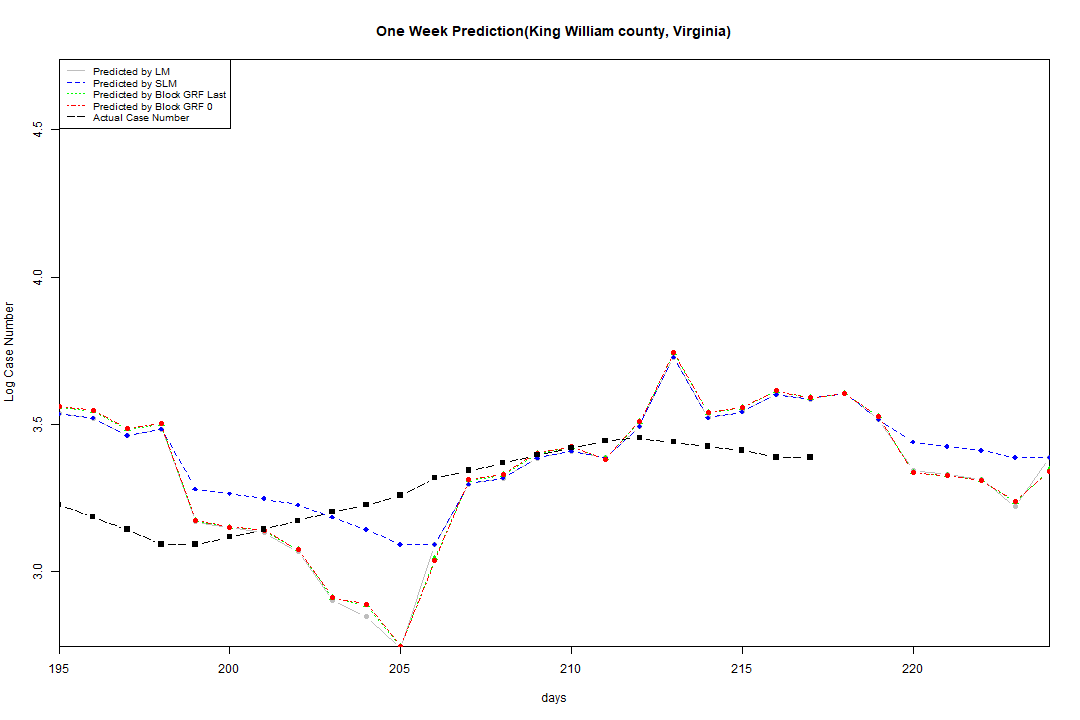 One Week Prediction(King William county, Virginia)
Predicted by LM
Predicted by SLM
Predicted by Block GRF Last
Predicted by Block GRF 0
Actual Case Number
4.5
4.0
3.5
3.0
Log Case Number
195 200 205 210 215 220
days